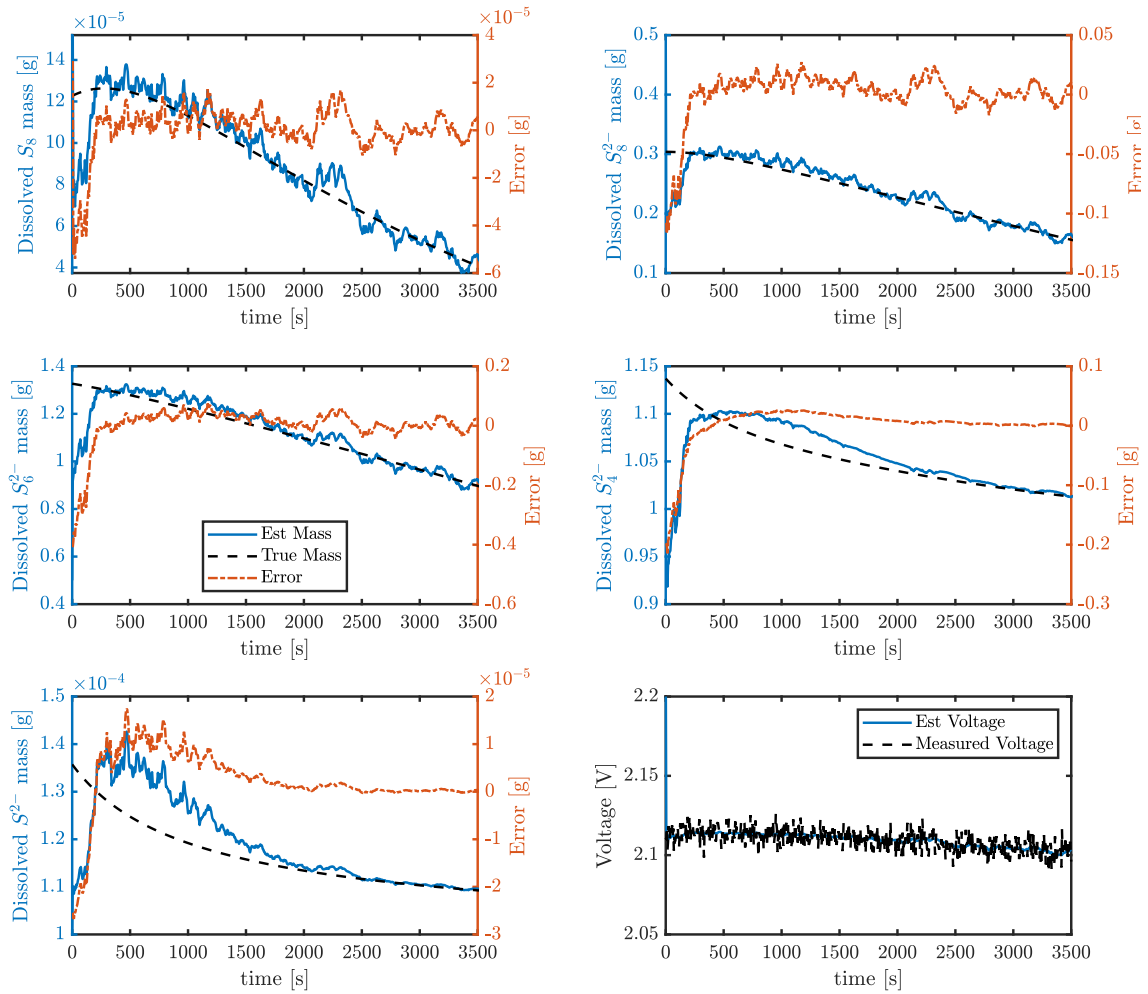 ×10⁻⁵ ×10⁻⁵
Dissolved S₈ mass [g]
14
12
10
8
6
4
4
2
0
-2
-4
-6
Error [g]
0 500 1000 1500 2000 2500 3000 3500
time [s]
Dissolved S₈²⁻ mass [g]
0.5
0.4
0.3
0.2
0.1
0.05
0
-0.05
-0.1
-0.15
0 500 1000 1500 2000 2500 3000 3500
time [s]
Dissolved S₆²⁻ mass [g]
1.4
1.2
1
0.8
0.6
0.4
0.2
0
-0.2
-0.4
-0.6
Error [g]
Est Mass
True Mass
Error
0 500 1000 1500 2000 2500 3000 3500
time [s]
Dissolved S₄²⁻ mass [g]
1.15
1.1
1.05
1
0.95
0.9
0.1
0
-0.1
-0.2
-0.3
Error [g]
0 500 1000 1500 2000 2500 3000 3500
time [s]
×10⁻⁴ ×10⁻⁵
Dissolved S²⁻ mass [g]
1.5
1.4
1.3
1.2
1.1
1
2
1
0
-1
-2
-3
Error [g]
0 500 1000 1500 2000 2500 3000 3500
time [s]
Voltage [V]
2.2
2.15
2.1
2.05
Est Voltage
Measured Voltage
0 500 1000 1500 2000 2500 3000 3500
time [s]